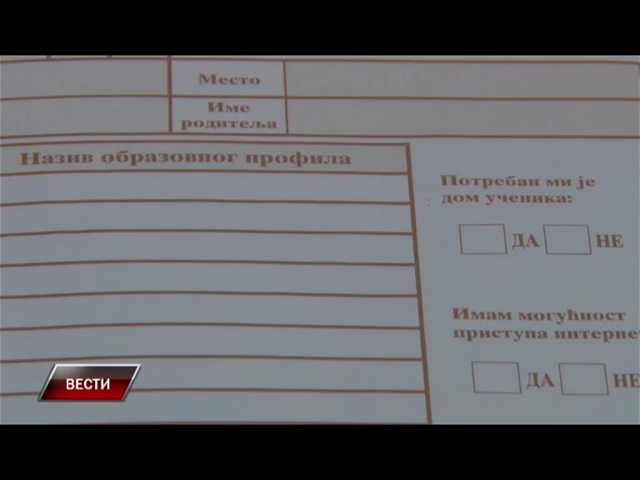 Место
Име
родитеља
Назив образовног профила
Потребан ми је
дом ученика:
ДА НЕ
Имам могућност
приступа интернет
ДА НЕ
ВЕСТИ